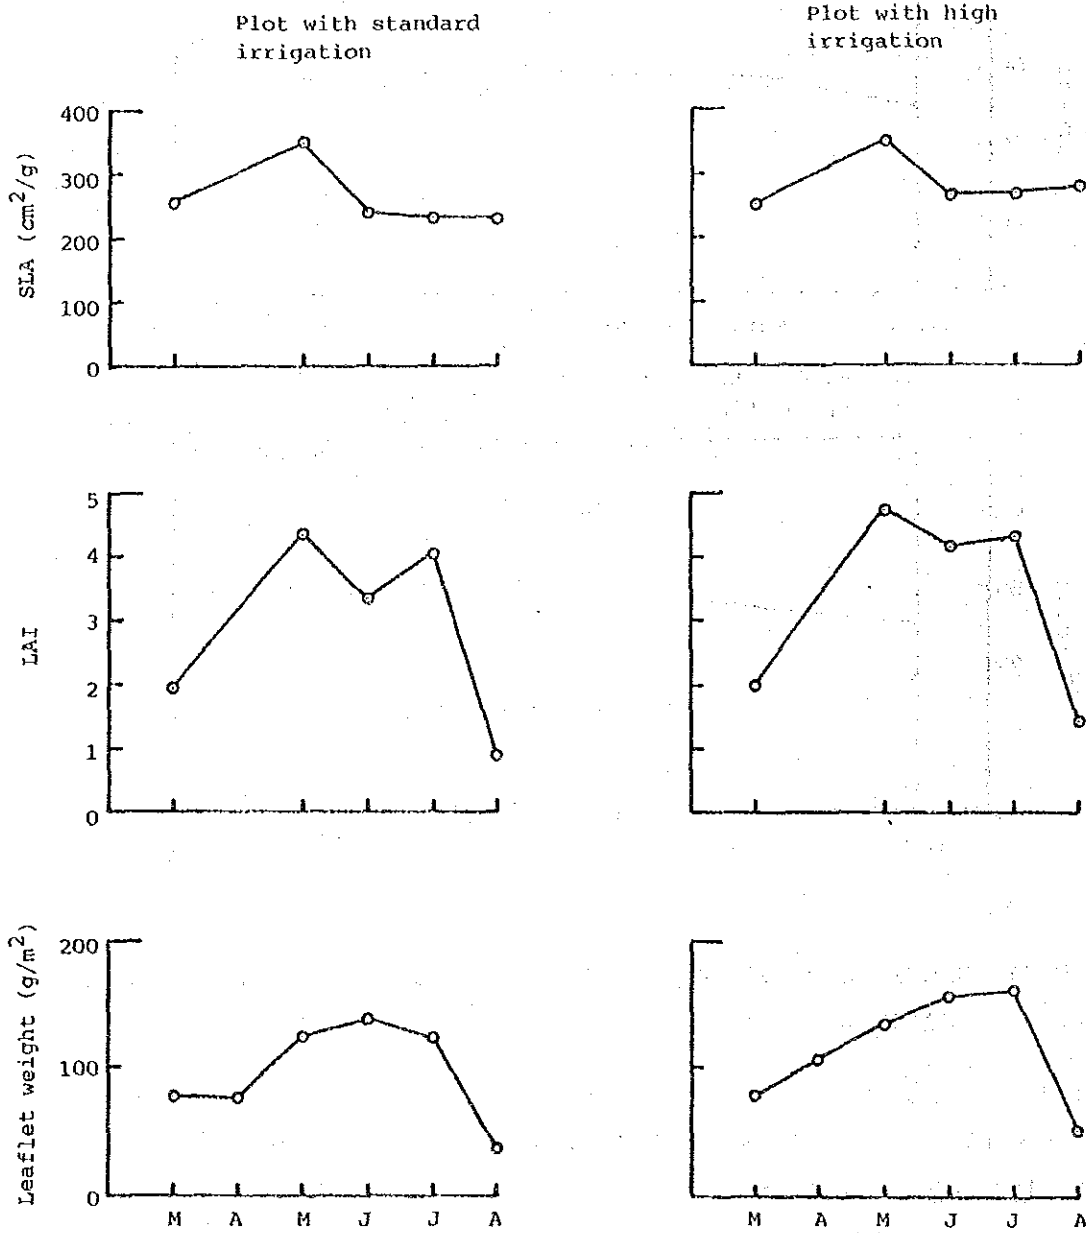 Plot with standard
irrigation
Plot with high
irrigation
SLA (cm²/g)
400
300
200
100
0
LAI
5
4
3
2
1
0
Leaflet weight (g/m²)
200
100
0
M A M J J A
M A M J J A